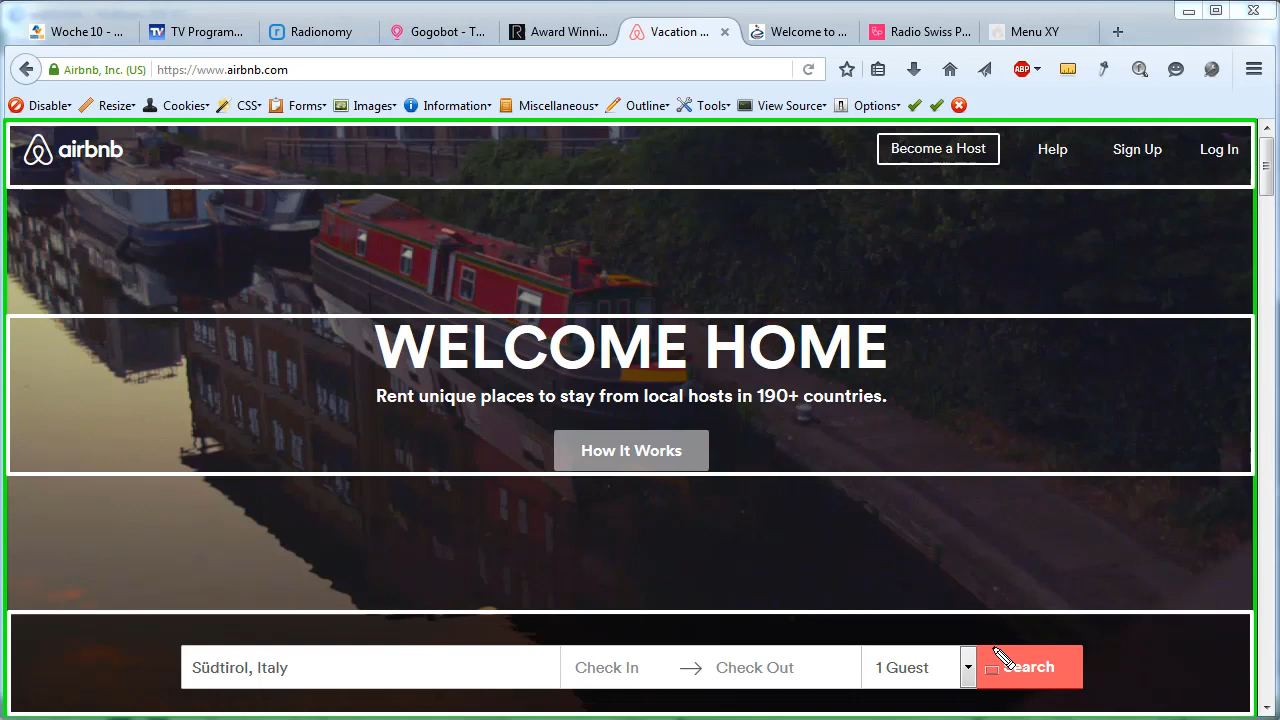 Woche 10 - ...
TV Program...
Radionomy
Gogobot - T...
Award Winni...
Vacation ...
Welcome to ...
Radio Swiss P...
Menu XY
Airbnb, Inc. (US)
https://www.airbnb.com
ABP
Disable
Resize
Cookies
CSS
Forms
Images
Information
Miscellaneous
Outline
Tools
View Source
Options
airbnb
Become a Host
Help
Sign Up
Log In
WELCOME HOME
Rent unique places to stay from local hosts in 190+ countries.
How It Works
Südtirol, Italy
Check In
Check Out
1 Guest
Search